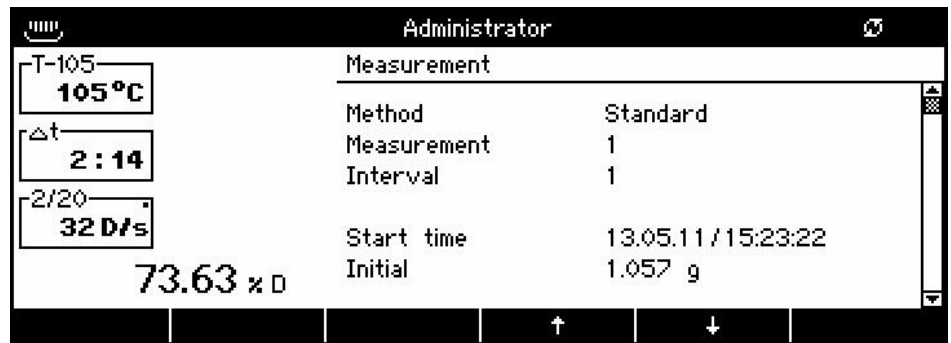 Administrator
T-105
105°C
Δt
2:14
2/20
32 D/s
73.63 % D
Measurement
Method Standard
Measurement 1
Interval 1
Start time 13.05.11/15:23:22
Initial 1.057 g
↑ ↓